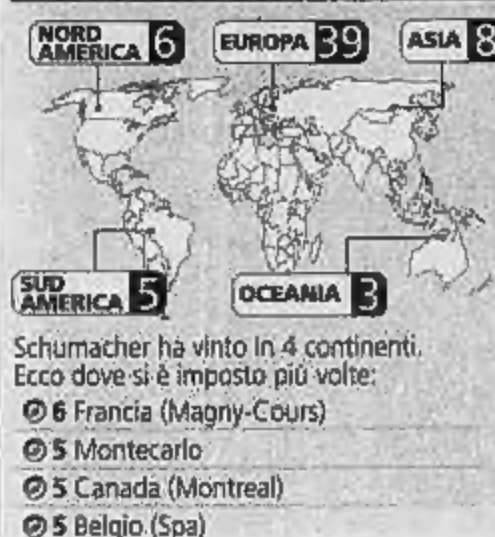 NORD
AMERICA 6
EUROPA 39
ASIA 8
SUD
AMERICA 5
OCEANIA 3
Schumacher ha vinto in 4 continenti.
Ecco dove si è imposto più volte:
6 Francia (Magny-Cours)
5 Montecarlo
5 Canada (Montreal)
5 Belgio (Spa)